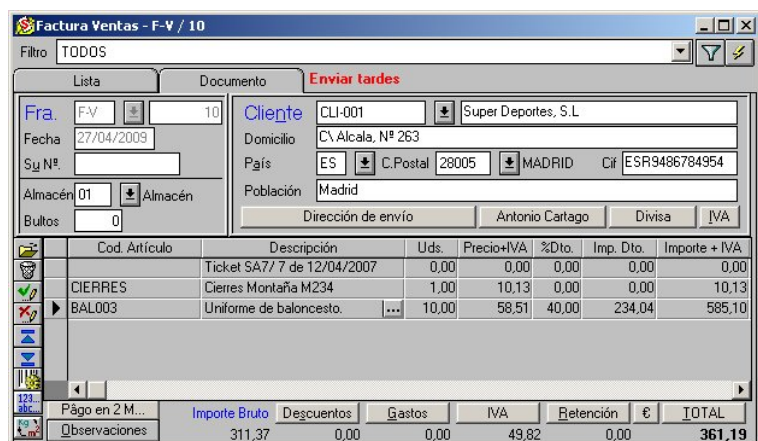 Factura Ventas - F-V / 10
Filtro TODOS
Lista Documento Enviar tardes
Fra. F-V 10
Fecha 27/04/2009
Su Nº.
Almacén 01 Almacén
Bultos 0
Cliente CLI-001 Super Deportes, S.L
Domicilio C\ Alcala, Nº 263
País ES C.Postal 28005 MADRID Cif ESR9486784954
Población Madrid
Dirección de envío Antonio Cartago Divisa IVA
Cod. Artículo Descripción Uds. Precio+IVA %Dto. Imp. Dto. Importe + IVA
Ticket SA7/ 7 de 12/04/2007 0,00 0,00 0,00 0,00 0,00
CIERRES Cierres Montaña M234 1,00 10,13 0,00 0,00 10,13
BAL003 Uniforme de baloncesto. ... 10,00 58,51 40,00 234,04 585,10
123...
abc...
Kg
m²
Págo en 2 M... Importe Bruto Descuentos Gastos IVA Retención € TOTAL
Observaciones 311,37 0,00 0,00 49,82 0,00 361,19